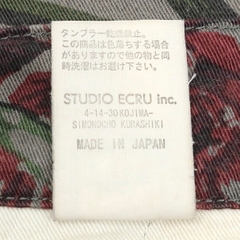 タンブラー乾燥禁止
この商品は色落ちする場合
がありますので他の物と
同時洗濯はお避け下さい。
STUDIO ECRU inc.
4-14-30KOJIMA-
SIMONOCHO KURASHIKI
MADE IN JAPAN